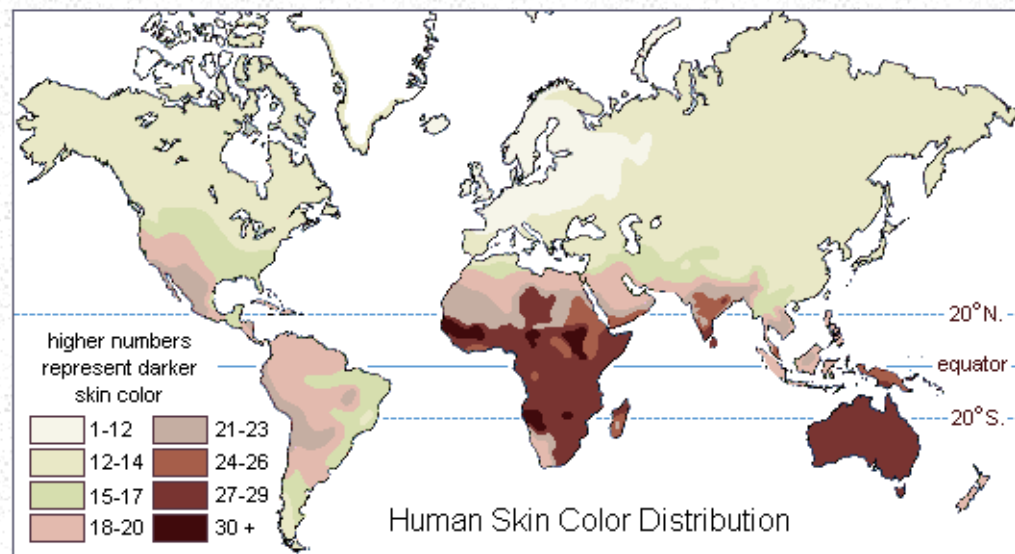 20°N.
higher numbers
represent darker
skin color
equator
20°S.
1-12
21-23
12-14
24-26
15-17
27-29
18-20
30 +
Human Skin Color Distribution